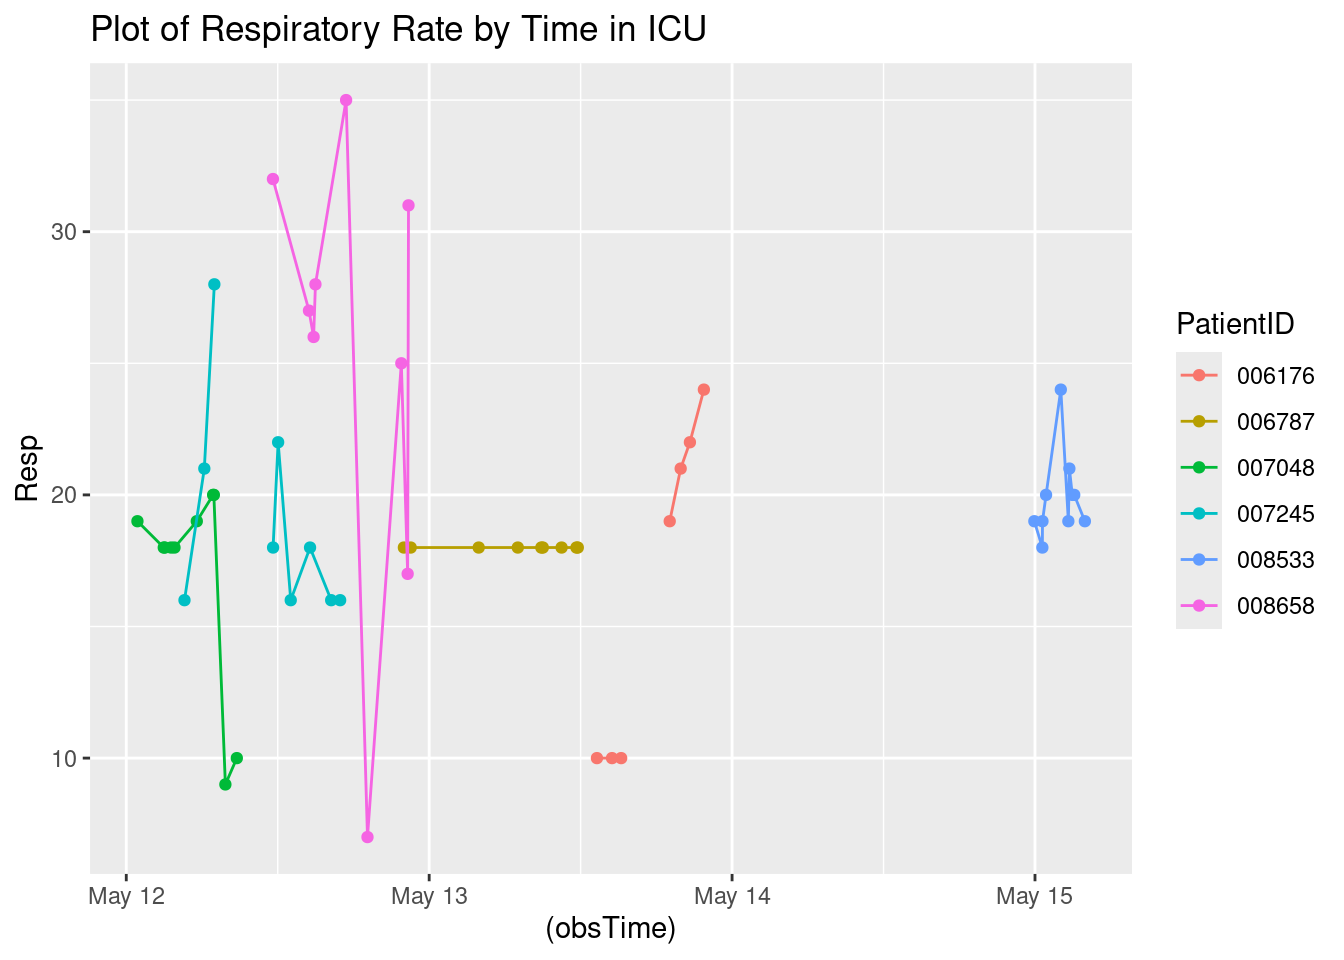 Plot of Respiratory Rate by Time in ICU
Resp
30
20
10
May 12
May 13
May 14
May 15
(obsTime)
PatientID
006176
006787
007048
007245
008533
008658